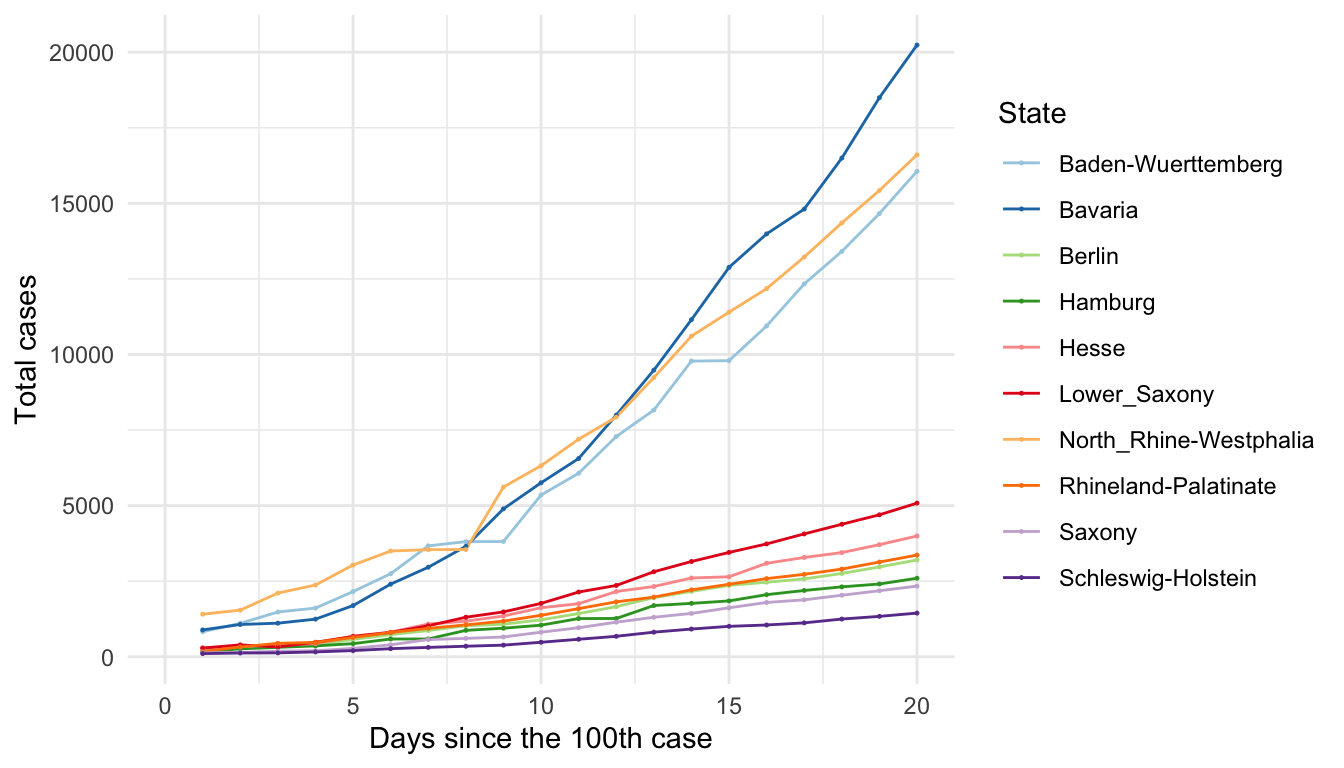 20000
15000
10000
5000
0
Total cases
0 5 10 15 20
Days since the 100th case
State
Baden-Wuerttemberg
Bavaria
Berlin
Hamburg
Hesse
Lower_Saxony
North_Rhine-Westphalia
Rhineland-Palatinate
Saxony
Schleswig-Holstein